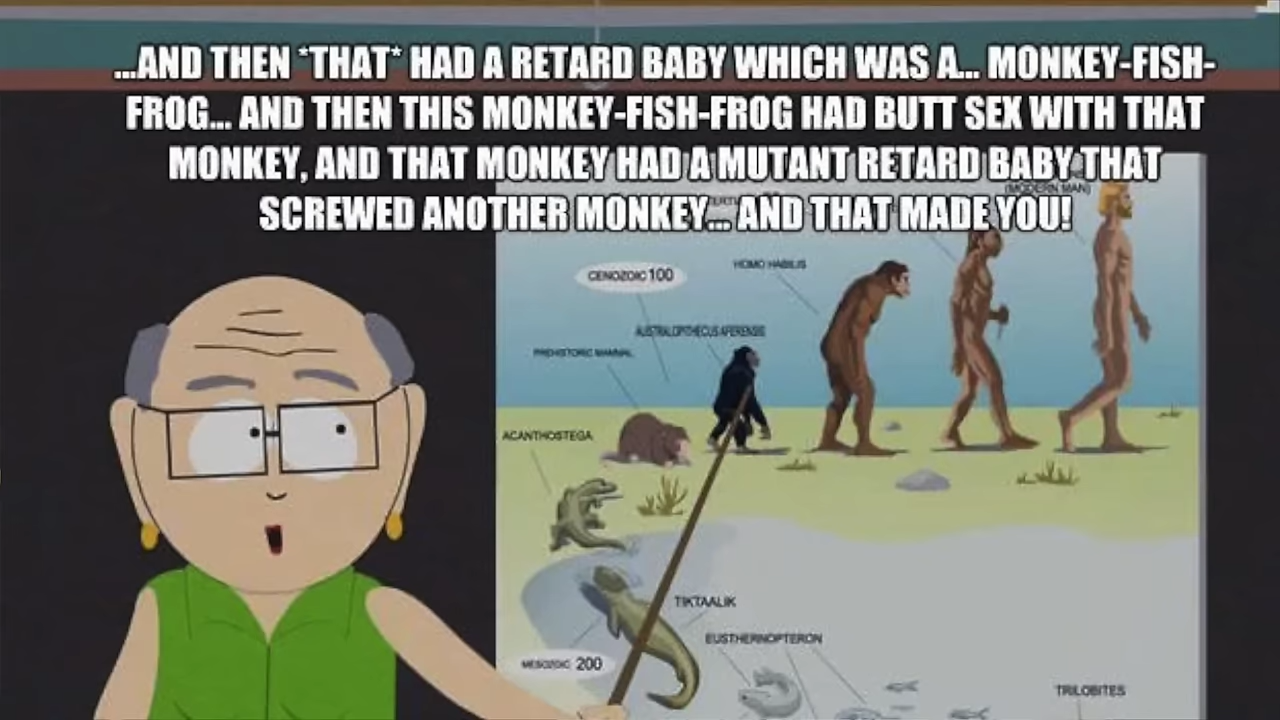 ...AND THEN *THAT* HAD A RETARD BABY WHICH WAS A... MONKEY-FISH-
FROG... AND THEN THIS MONKEY-FISH-FROG HAD BUTT SEX WITH THAT
MONKEY, AND THAT MONKEY HAD A MUTANT RETARD BABY THAT
SCREWED ANOTHER MONKEY... AND THAT MADE YOU!
(MODERN MAN)
HOMO HABILIS
CENOZOIC 100
AUSTRALOPITHECUS AFERENSIS
PREHISTORIC MAMMAL
ACANTHOSTEGA
TIKTAALIK
EUSTHERNOPTERON
MESOZOIC 200
TRILOBITES